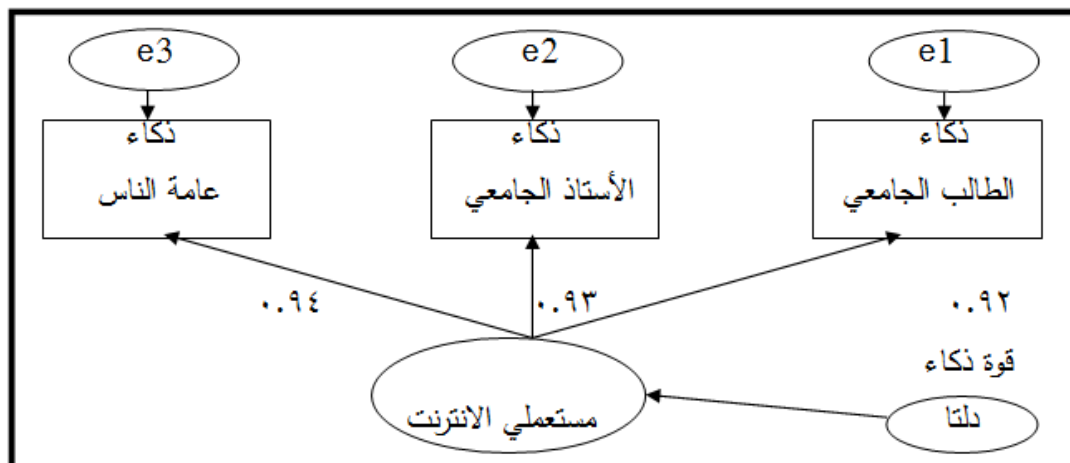 e1
e2
e3
ذكاء
الطالب الجامعي
ذكاء
الأستاذ الجامعي
ذكاء
عامة الناس
٠.٩٢
٠.٩٣
٠.٩٤
قوة ذكاء
مستعملي الانترنت
دلتا